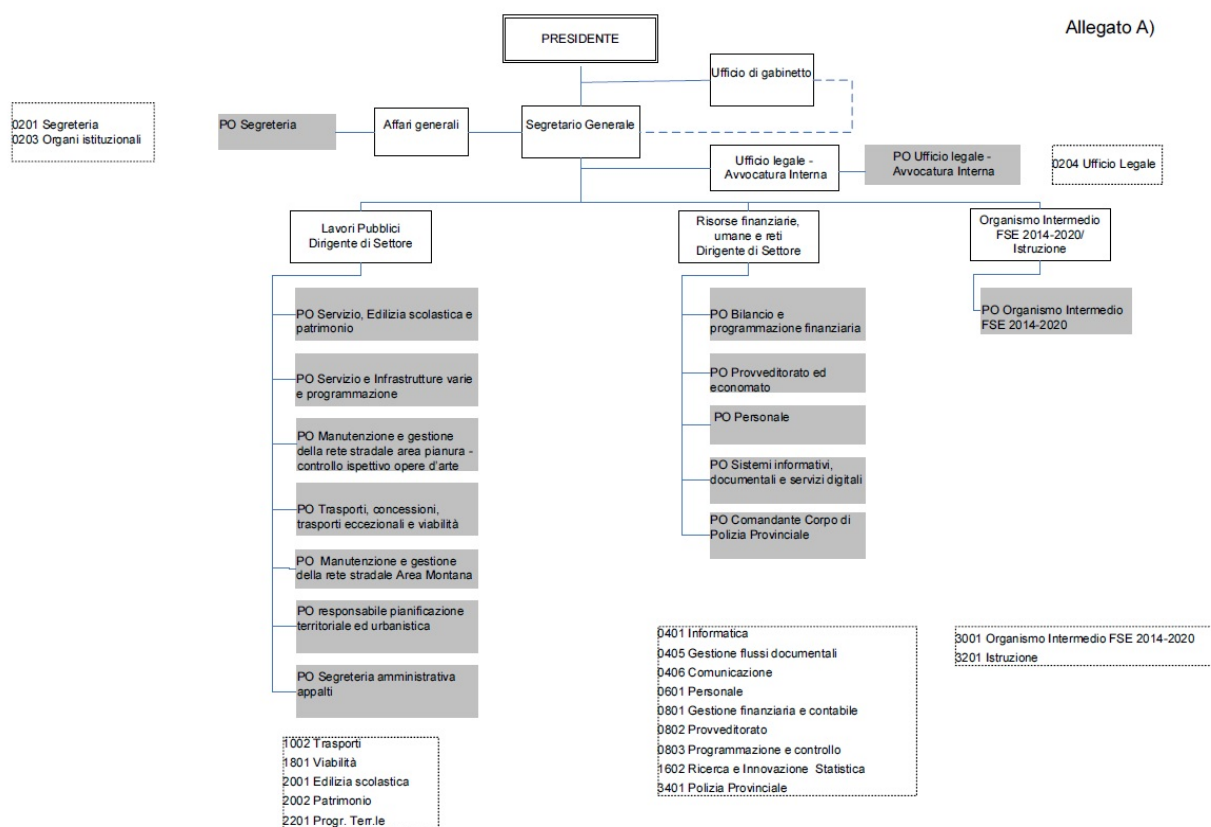 Allegato A)
PRESIDENTE
Ufficio di gabinetto
0201 Segreteria
0203 Organi istituzionali
PO Segreteria
Affari generali
Segretario Generale
Ufficio legale -
Avvocatura Interna
PO Ufficio legale -
Avvocatura Interna
0204 Ufficio Legale
Lavori Pubblici
Dirigente di Settore
Risorse finanziarie,
umane e reti
Dirigente di Settore
Organismo Intermedio
FSE 2014-2020/
Istruzione
PO Servizio, Edilizia scolastica e
patrimonio
PO Servizio e Infrastrutture varie
e programmazione
PO Manutenzione e gestione
della rete stradale area pianura -
controllo ispettivo opere d'arte
PO Trasporti, concessioni,
trasporti eccezionali e viabilità
PO Manutenzione e gestione
della rete stradale Area Montana
PO responsabile pianificazione
territoriale ed urbanistica
PO Segreteria amministrativa
appalti
PO Bilancio e
programmazione finanziaria
PO Provveditorato ed
economato
PO Personale
PO Sistemi informativi,
documentali e servizi digitali
PO Comandante Corpo di
Polizia Provinciale
PO Organismo Intermedio
FSE 2014-2020
1002 Trasporti
1801 Viabilità
2001 Edilizia scolastica
2002 Patrimonio
2201 Progr. Terr.le
0401 Informatica
0405 Gestione flussi documentali
0406 Comunicazione
0601 Personale
0801 Gestione finanziaria e contabile
0802 Provveditorato
0803 Programmazione e controllo
1602 Ricerca e Innovazione Statistica
3401 Polizia Provinciale
3001 Organismo Intermedio FSE 2014-2020
3201 Istruzione